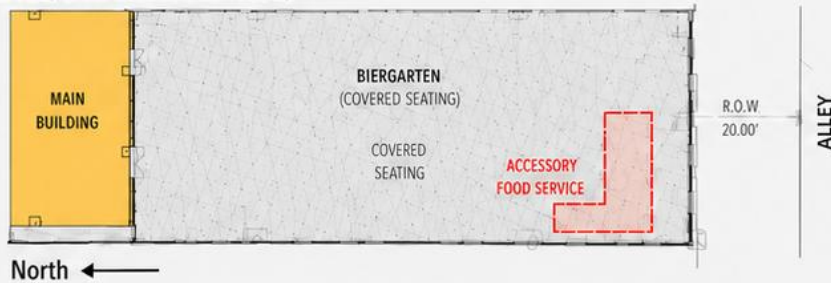 MAIN
BUILDING
BIERGARTEN
(COVERED SEATING)
COVERED
SEATING
ACCESSORY
FOOD SERVICE
R.O.W
20.00'
ALLEY
North